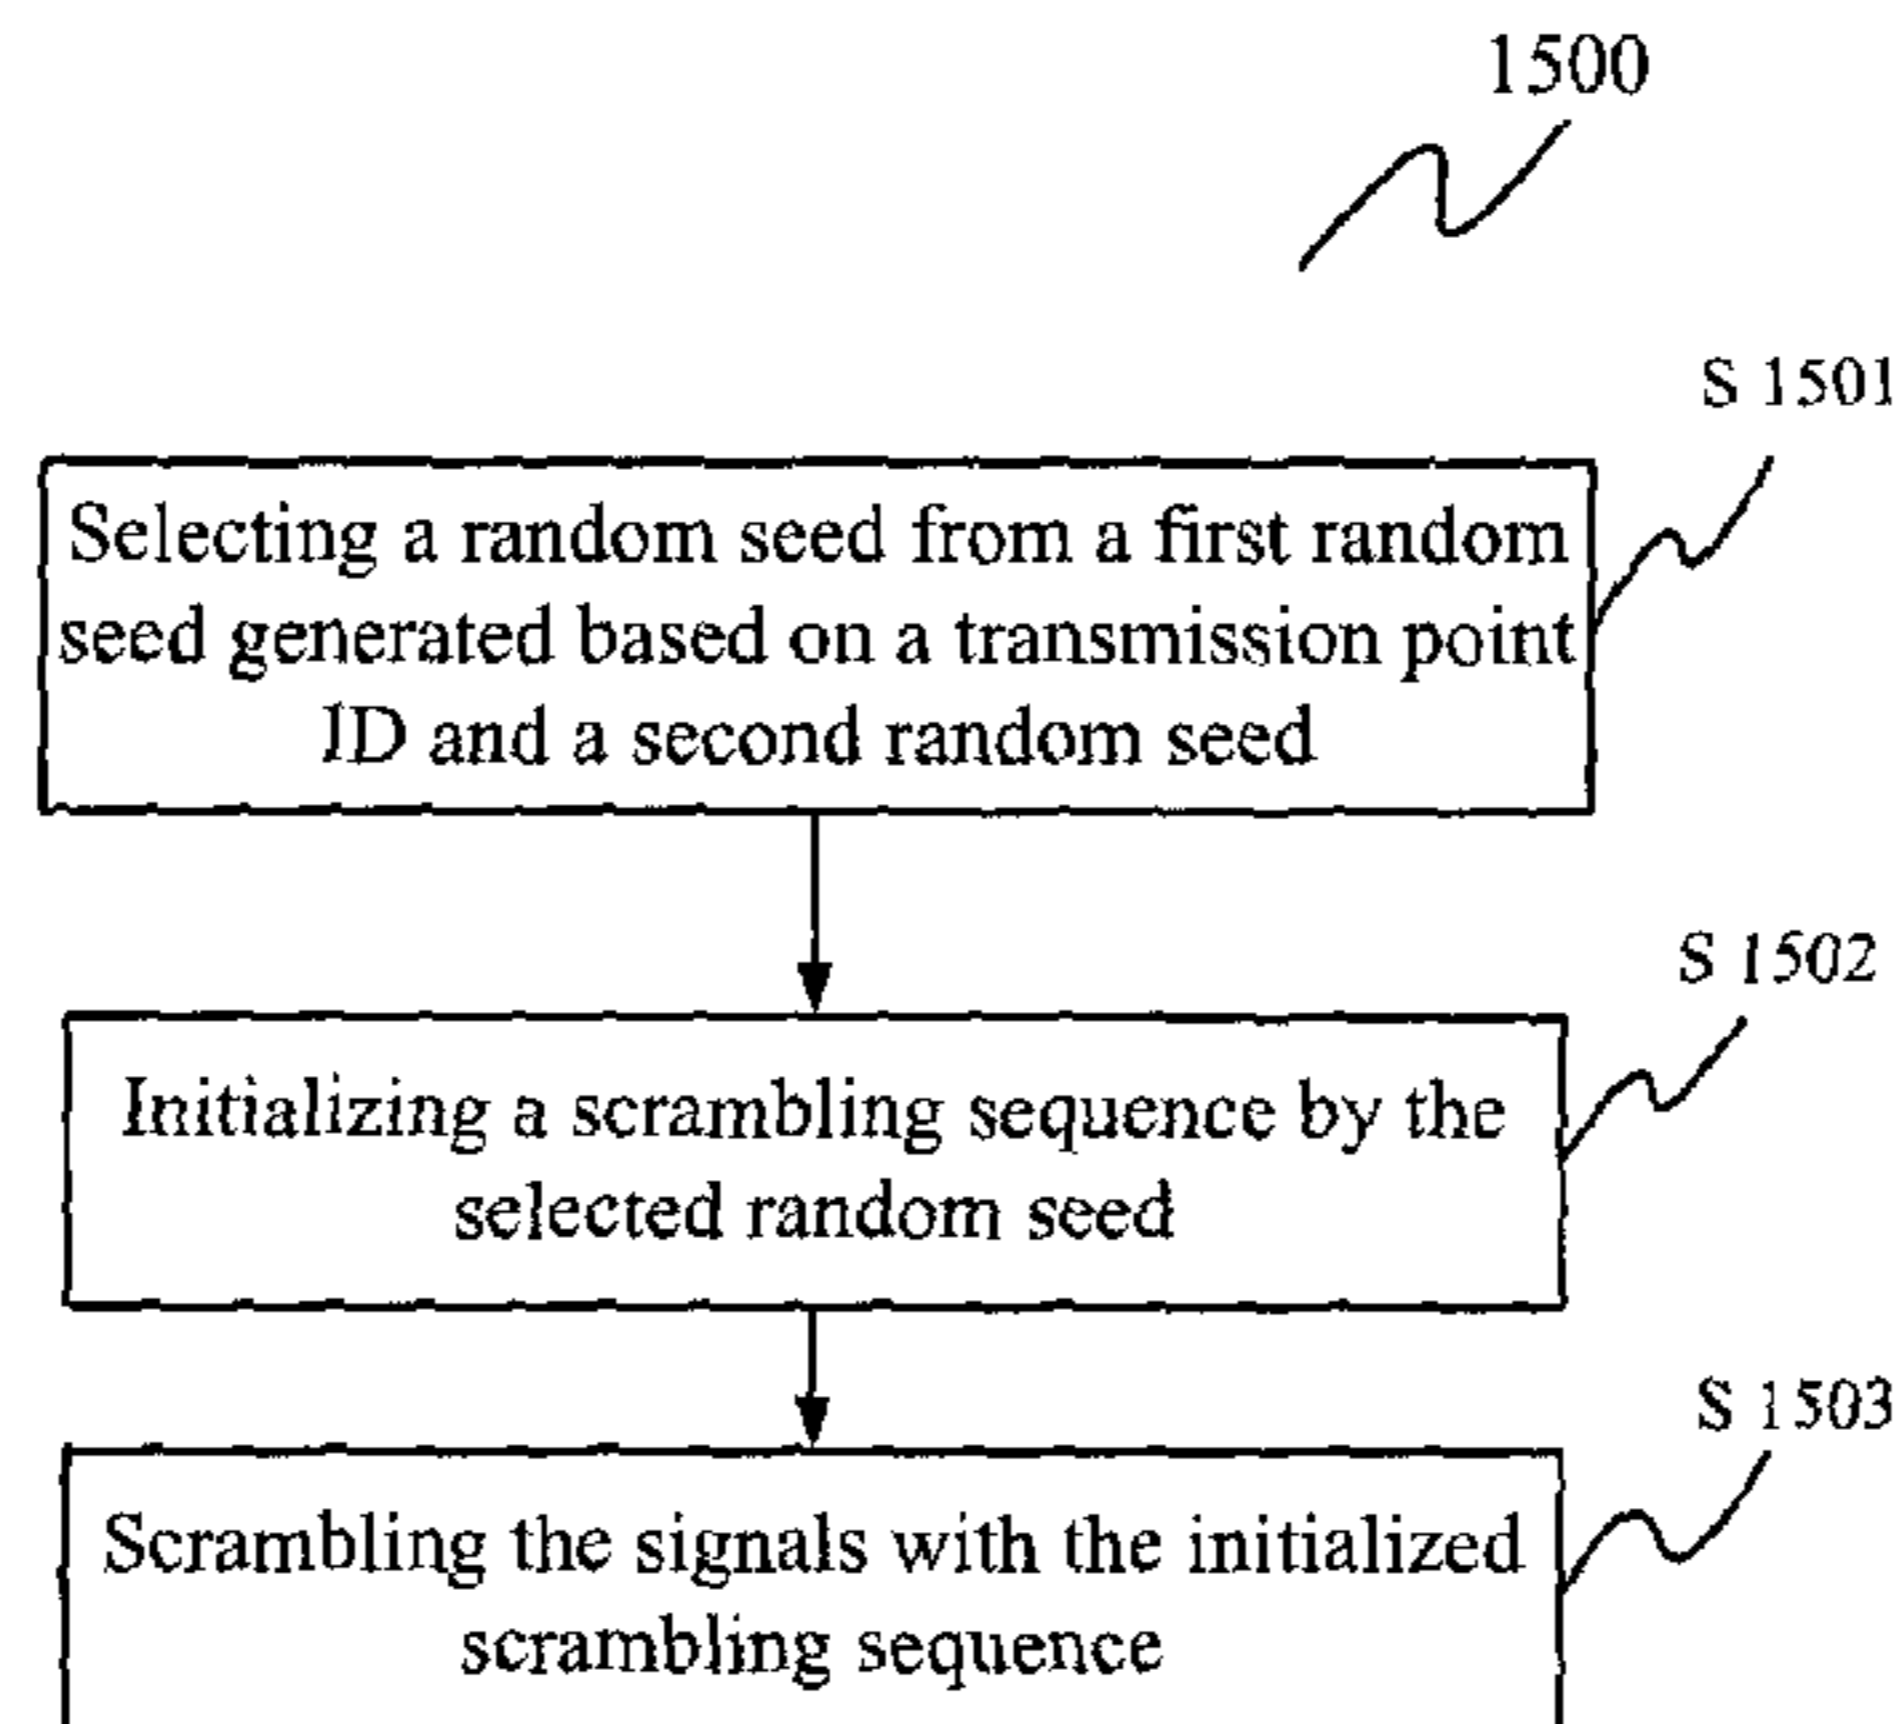 1500
S 1501
Selecting a random seed from a first random
seed generated based on a transmission point
ID and a second random seed
S 1502
Initializing a scrambling sequence by the
selected random seed
S 1503
Scrambling the signals with the initialized
scrambling sequence